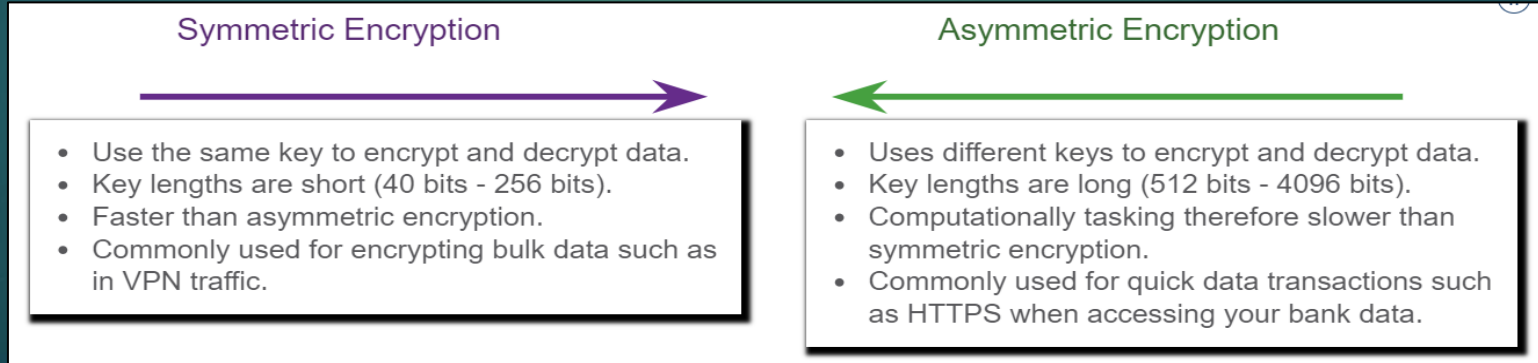 Symmetric Encryption
• Use the same key to encrypt and decrypt data.
• Key lengths are short (40 bits - 256 bits).
• Faster than asymmetric encryption.
• Commonly used for encrypting bulk data such as
in VPN traffic.
Asymmetric Encryption
• Uses different keys to encrypt and decrypt data.
• Key lengths are long (512 bits - 4096 bits).
• Computationally tasking therefore slower than
symmetric encryption.
• Commonly used for quick data transactions such
as HTTPS when accessing your bank data.